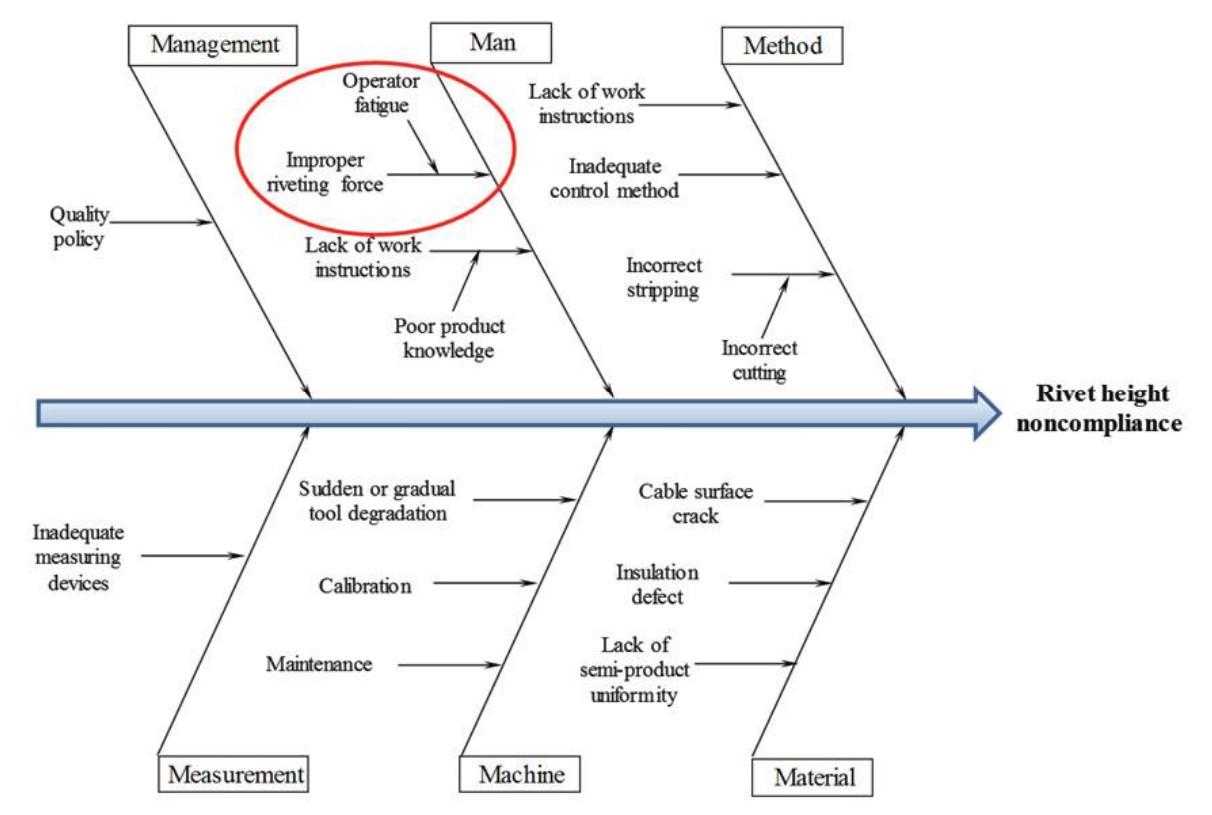 Management
Man
Method
Operator
fatigue
Improper
riveting force
Lack of work
instructions
Inadequate
control method
Quality
policy
Lack of work
instructions
Poor product
knowledge
Incorrect
stripping
Incorrect
cutting
Rivet height
noncompliance
Sudden or gradual
tool degradation
Cable surface
crack
Inadequate
measuring
devices
Calibration
Insulation
defect
Maintenance
Lack of
semi-product
uniformity
Measurement
Machine
Material